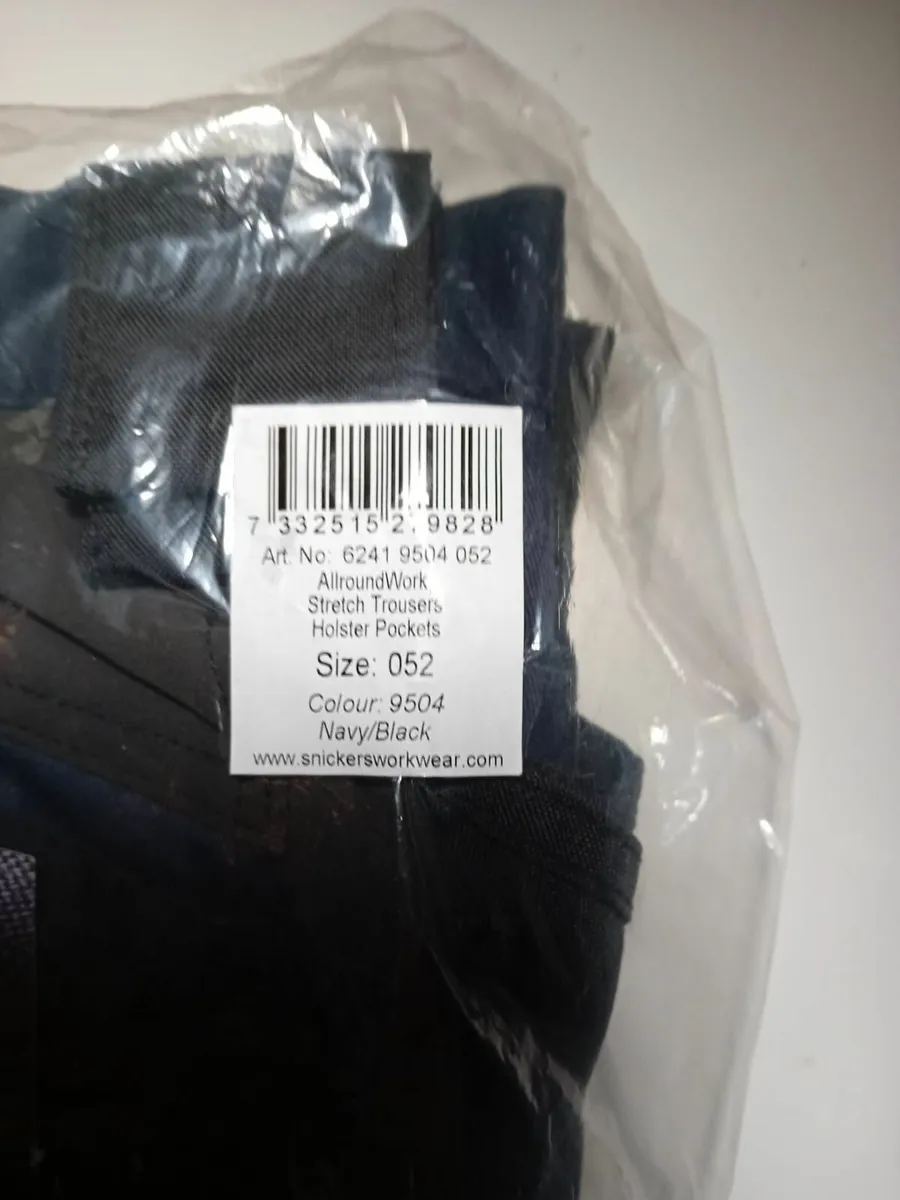 7 332515 2 9828
Art. No: 6241 9504 052
AllroundWork
Stretch Trousers
Holster Pockets
Size: 052
Colour: 9504
Navy/Black
www.snickersworkwear.com